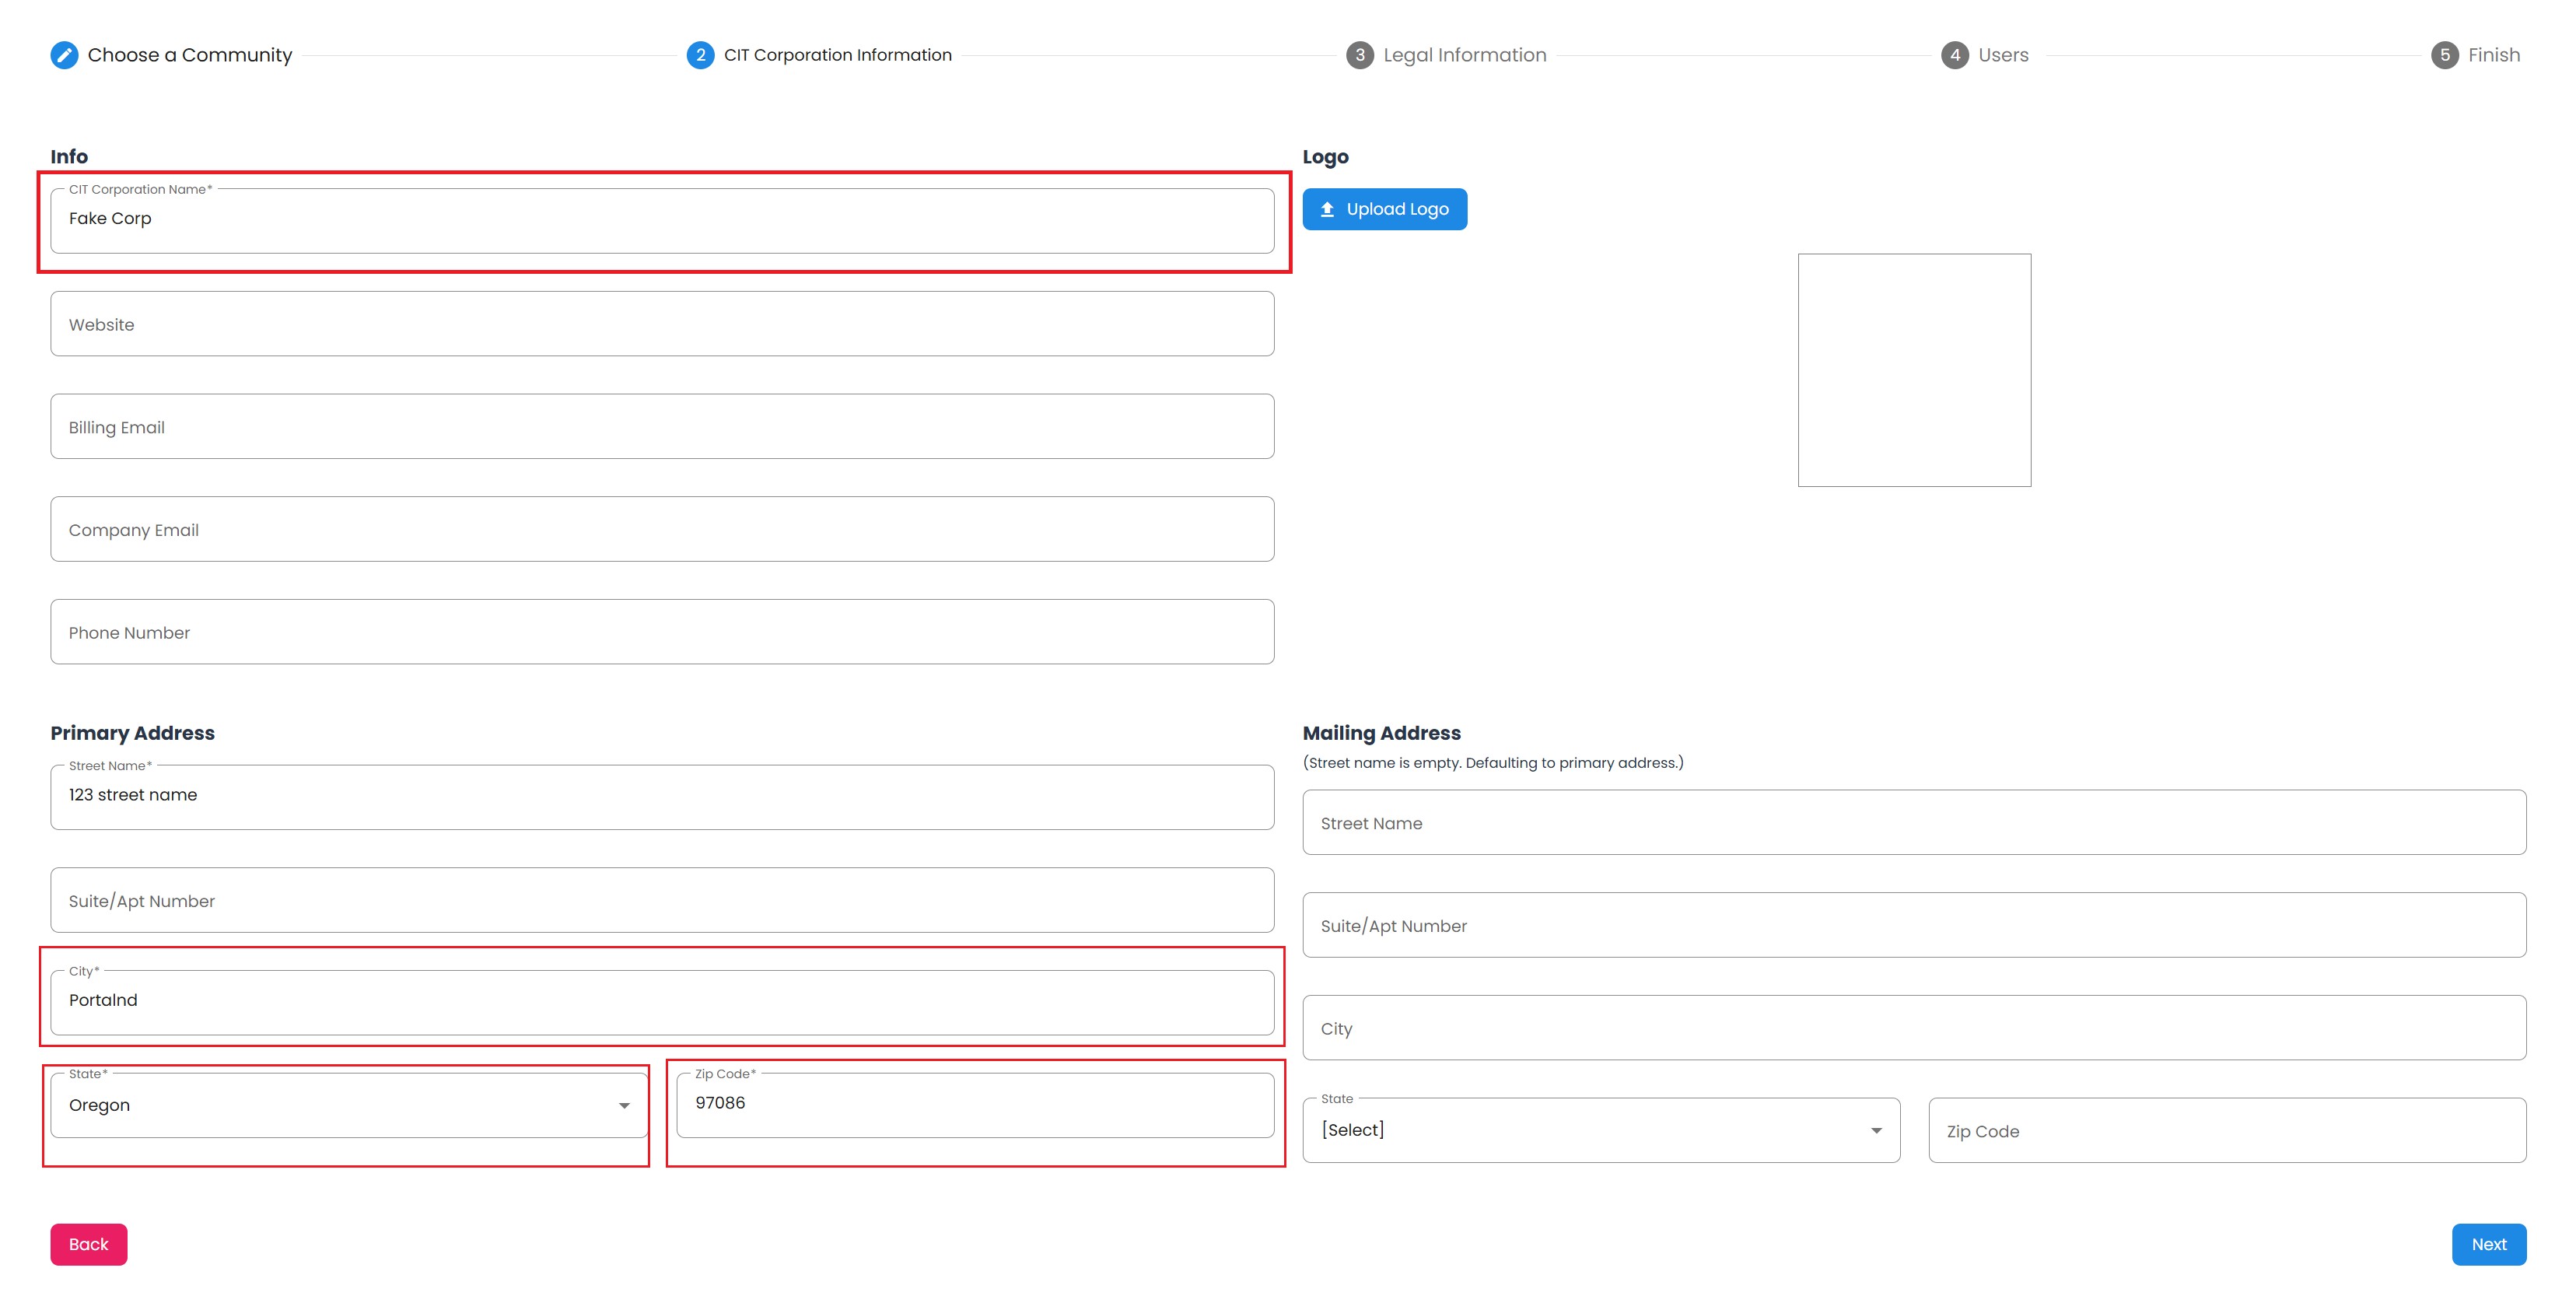 Choose a Community
2 CIT Corporation Information
3 Legal Information
4 Users
5 Finish
Info
CIT Corporation Name*
Fake Corp
Website
Billing Email
Company Email
Phone Number
Logo
Upload Logo
Primary Address
Street Name*
123 street name
Suite/Apt Number
City*
Portalnd
State*
Oregon
Zip Code*
97086
Mailing Address
(Street name is empty. Defaulting to primary address.)
Street Name
Suite/Apt Number
City
State
[Select]
Zip Code
Back
Next